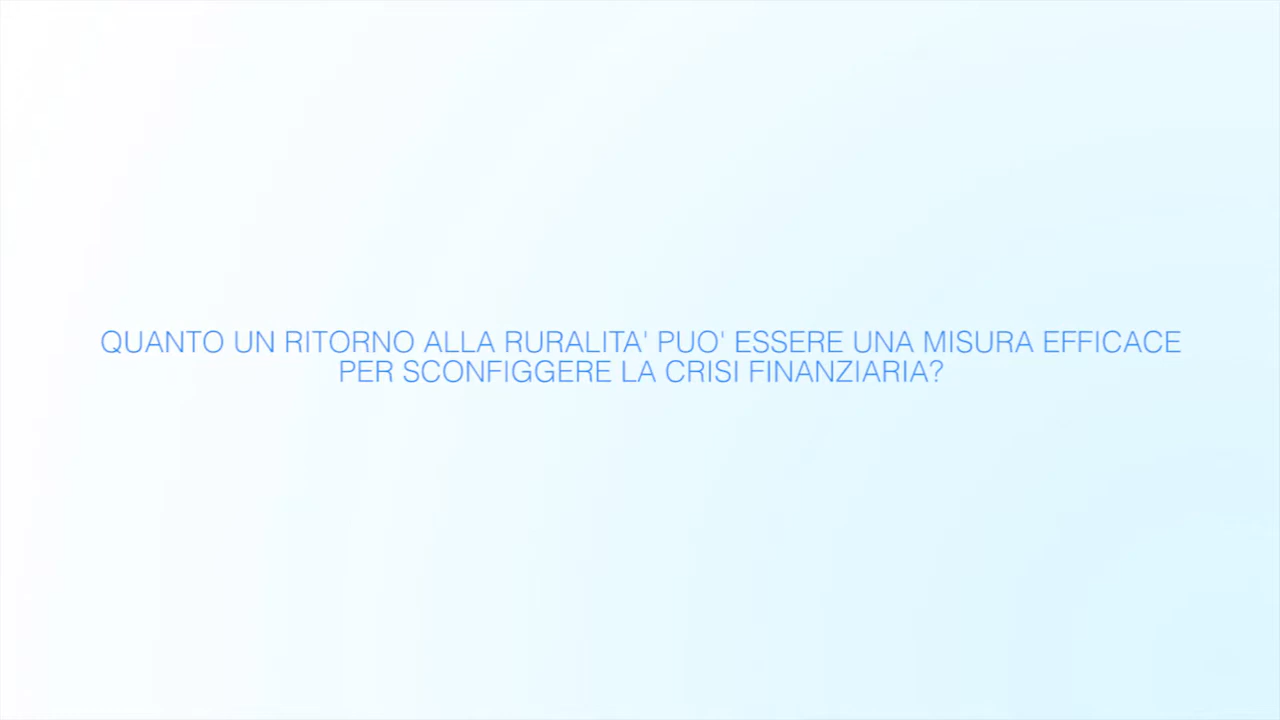 QUANTO UN RITORNO ALLA RURALITA' PUO' ESSERE UNA MISURA EFFICACE
PER SCONFIGGERE LA CRISI FINANZIARIA?